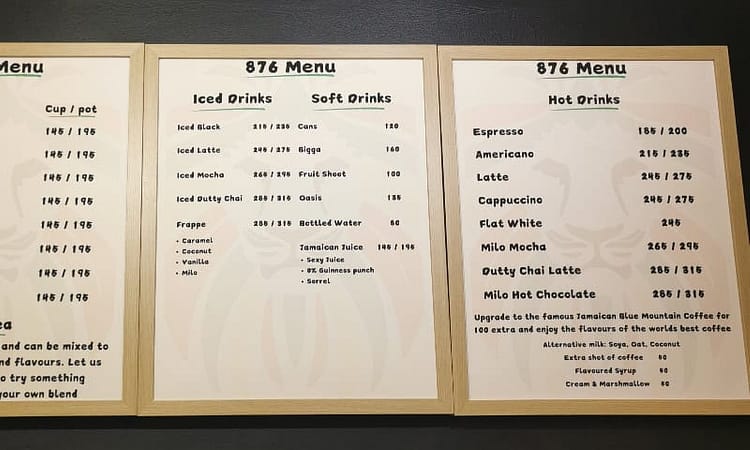 Menu
Cup / pot
145 / 195
145 / 195
145 / 195
145 / 195
145 / 195
145 / 195
145 / 195
145 / 195
and can be mixed to
nd flavours. Let us
o try something
your own blend
876 Menu
Iced Drinks
Iced Black 215 / 235
Iced Latte 245 / 275
Iced Mocha 265 / 295
Iced Dutty Chai 285 / 315
Frappe 285 / 315
• Caramel
• Coconut
• Vanilla
• Milo
Soft Drinks
Cans 120
Bigga 160
Fruit Shoot 100
Oasis 135
Bottled Water 50
Jamaican Juice 145 / 195
• Sexy Juice
• 0% Guinness punch
• Sorrel
876 Menu
Hot Drinks
Espresso 185 / 200
Americano 215 / 235
Latte 245 / 275
Cappuccino 245 / 275
Flat White 245
Milo Mocha 265 / 295
Dutty Chai Latte 285 / 315
Milo Hot Chocolate 285 / 315
Upgrade to the famous Jamaican Blue Mountain Coffee for
100 extra and enjoy the flavours of the worlds best coffee
Alternative milk: Soya, Oat, Coconut
Extra shot of coffee 50
Flavoured Syrup 50
Cream & Marshmallow 50